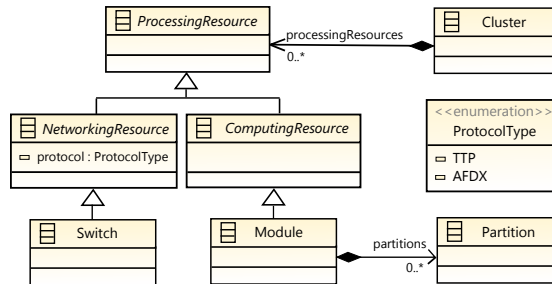 ProcessingResource
processingResources
0..*
Cluster
NetworkingResource
protocol : ProtocolType
ComputingResource
<<enumeration>>
ProtocolType
TTP
AFDX
Switch
Module
partitions
0..*
Partition